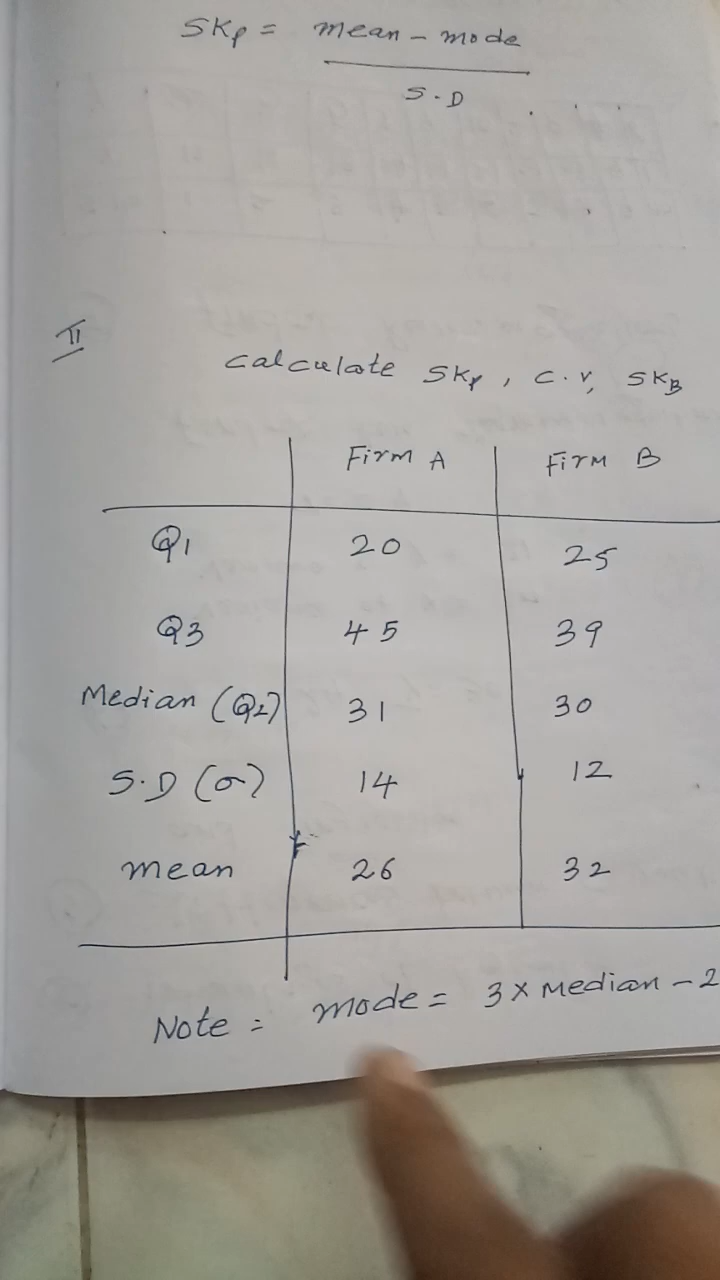 SKp = mean - mode
S.D
II
calculate SKp, C.V, SKB
Firm A Firm B
Q1 20 25
Q3 45 39
Median (Q2) 31 30
S.D (σ) 14 12
mean 26 32
Note : mode = 3 x Median - 2